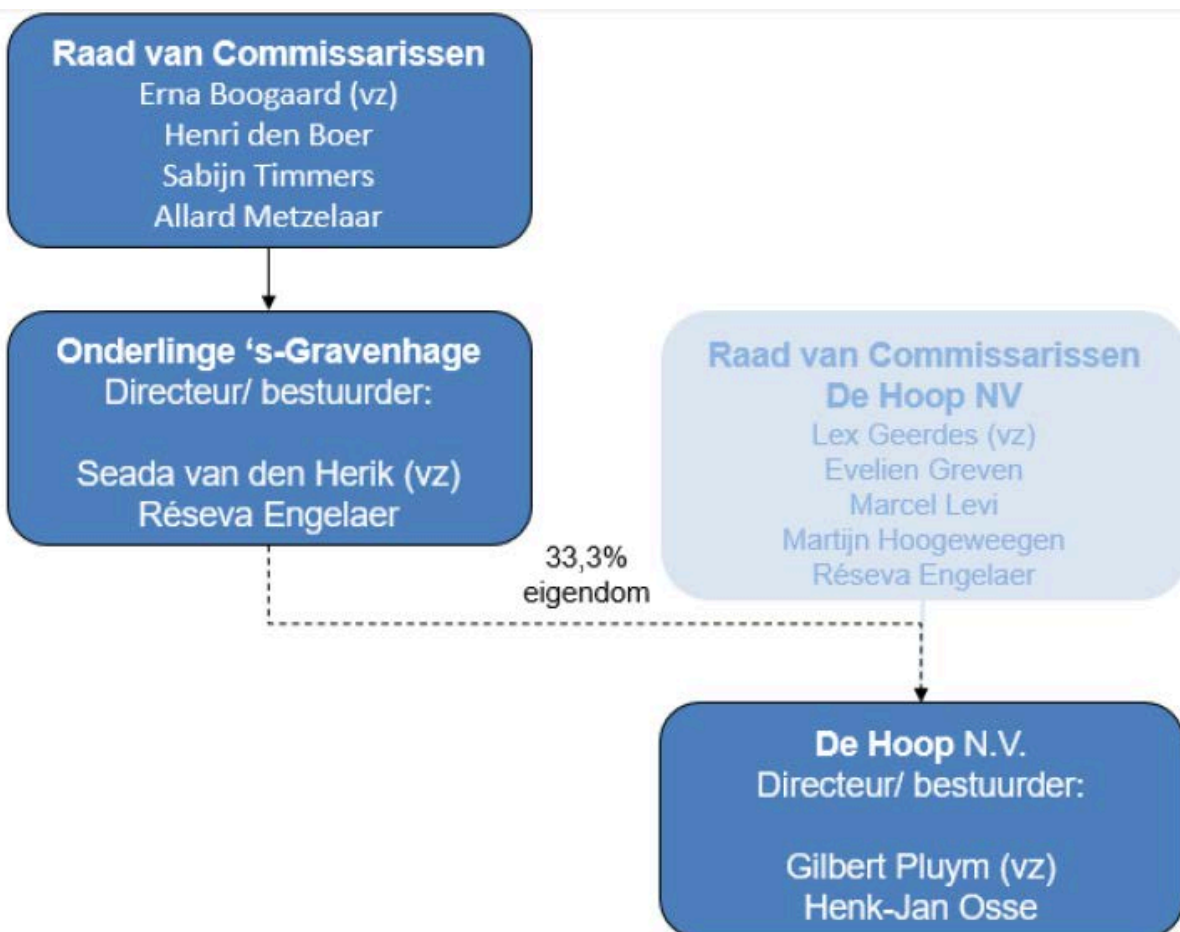 Raad van Commissarissen
Erna Boogaard (vz)
Henri den Boer
Sabijn Timmers
Allard Metzelaar
Onderlinge ‘s-Gravenhage
Directeur/ bestuurder:
Seada van den Herik (vz)
Réseva Engelaer
33,3%
eigendom
Raad van Commissarissen
De Hoop NV
Lex Geerdes (vz)
Evelien Greven
Marcel Levi
Martijn Hoogeweegen
Réseva Engelaer
De Hoop N.V.
Directeur/ bestuurder:
Gilbert Pluym (vz)
Henk-Jan Osse